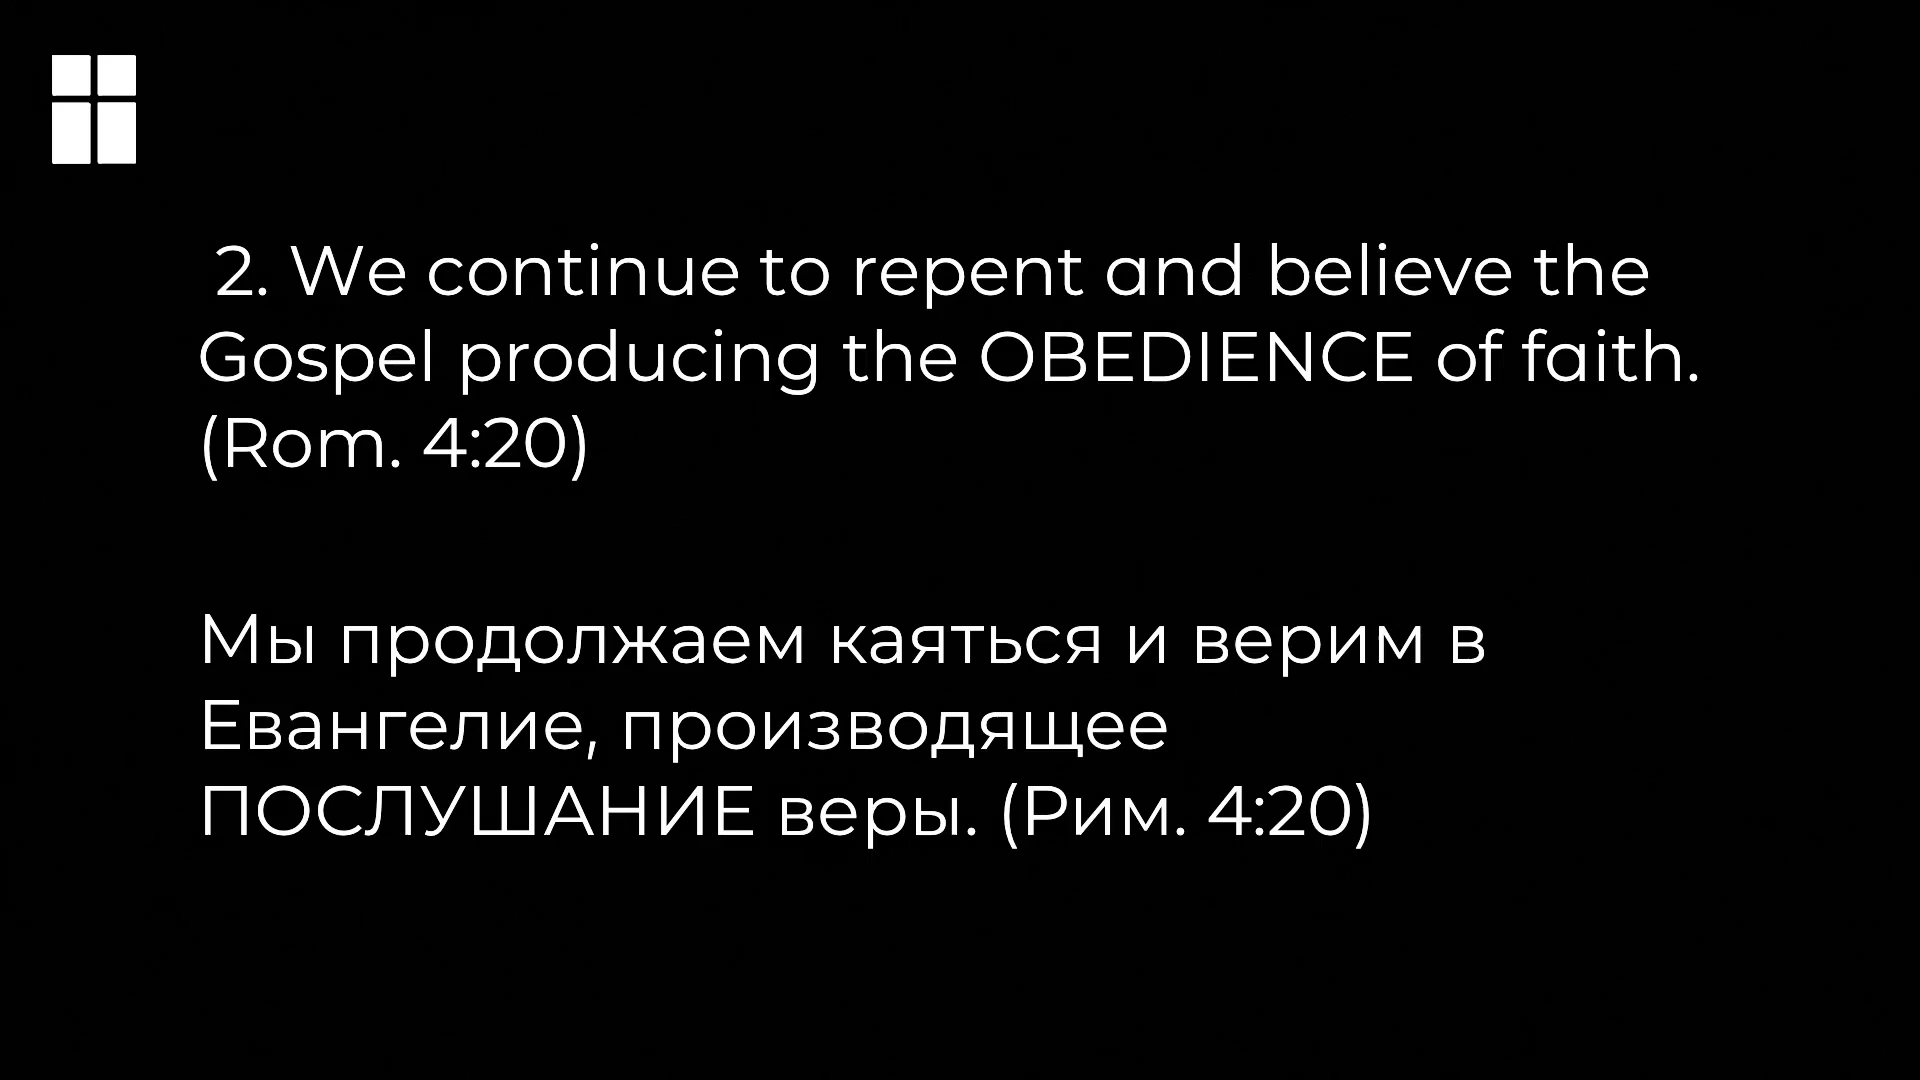 2. We continue to repent and believe the
Gospel producing the OBEDIENCE of faith.
(Rom. 4:20)
Мы продолжаем каяться и верим в
Евангелие, производящее
ПОСЛУШАНИЕ веры. (Рим. 4:20)